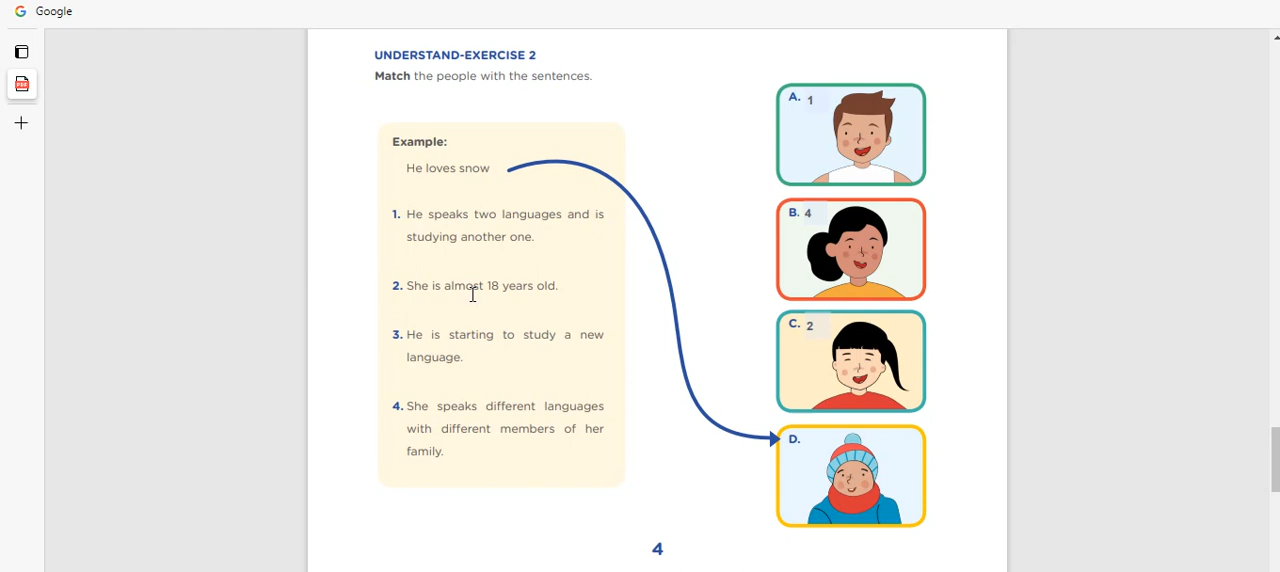 Google
UNDERSTAND-EXERCISE 2
Match the people with the sentences.
Example:
He loves snow
1. He speaks two languages and is
studying another one.
2. She is almost 18 years old.
3. He is starting to study a new
language.
4. She speaks different languages
with different members of her
family.
A. 1
B. 4
C. 2
D.
4